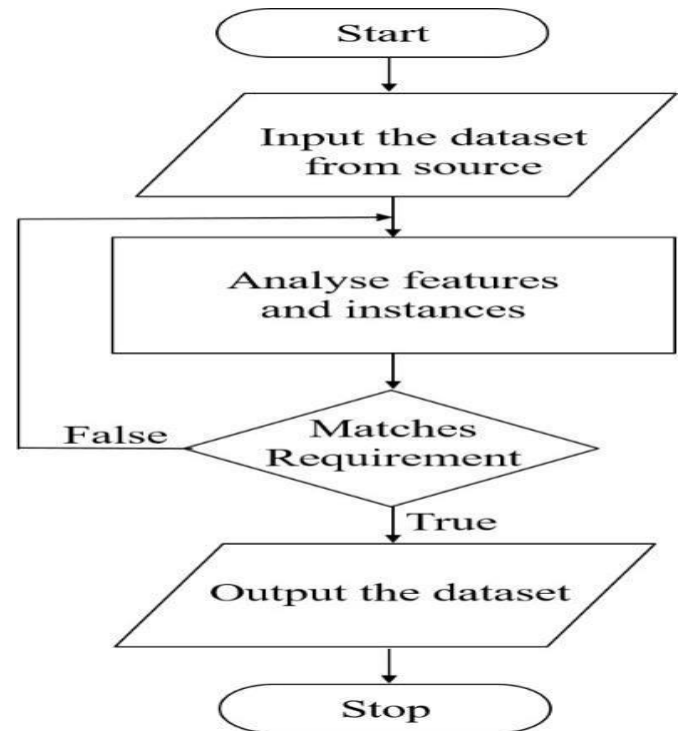 Start
Input the dataset
from source
Analyse features
and instances
False
Matches
Requirement
True
Output the dataset
Stop